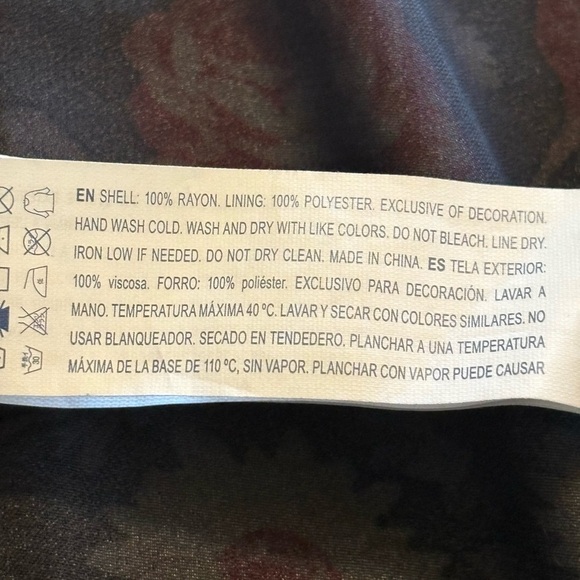 EN SHELL: 100% RAYON. LINING: 100% POLYESTER. EXCLUSIVE OF DECORATION.
HAND WASH COLD. WASH AND DRY WITH LIKE COLORS. DO NOT BLEACH. LINE DRY.
IRON LOW IF NEEDED. DO NOT DRY CLEAN. MADE IN CHINA. ES TELA EXTERIOR:
100% viscosa. FORRO: 100% poliéster. EXCLUSIVO PARA DECORACIÓN. LAVAR A
MANO. TEMPERATURA MÁXIMA 40 ºC. LAVAR Y SECAR CON COLORES SIMILARES. NO
USAR BLANQUEADOR. SECADO EN TENDEDERO. PLANCHAR A UNA TEMPERATURA
MÁXIMA DE LA BASE DE 110 ºC, SIN VAPOR. PLANCHAR CON VAPOR PUEDE CAUSAR